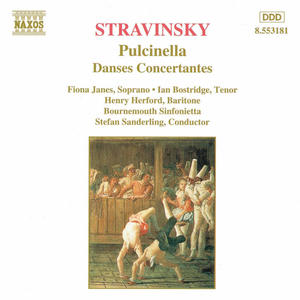 NAXOS
DDD
8.553181
STRAVINSKY
Pulcinella
Danses Concertantes
Fiona Janes, Soprano • Ian Bostridge, Tenor
Henry Herford, Baritone
Bournemouth Sinfonietta
Stefan Sanderling, Conductor